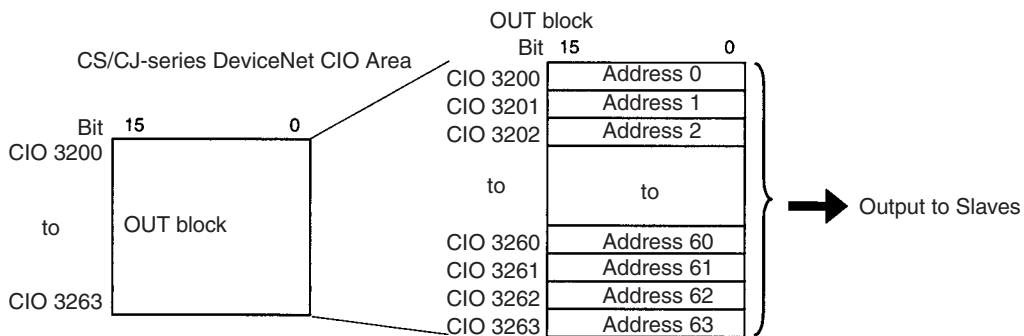 CS/CJ-series DeviceNet CIO Area
Bit 15 0
CIO 3200
to
CIO 3263
OUT block
OUT block
Bit 15 0
CIO 3200 Address 0
CIO 3201 Address 1
CIO 3202 Address 2
to to
CIO 3260 Address 60
CIO 3261 Address 61
CIO 3262 Address 62
CIO 3263 Address 63
Output to Slaves